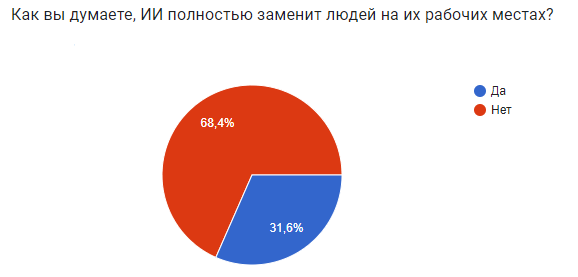 Как вы думаете, ИИ полностью заменит людей на их рабочих местах?
Да
Нет
68,4%
31,6%